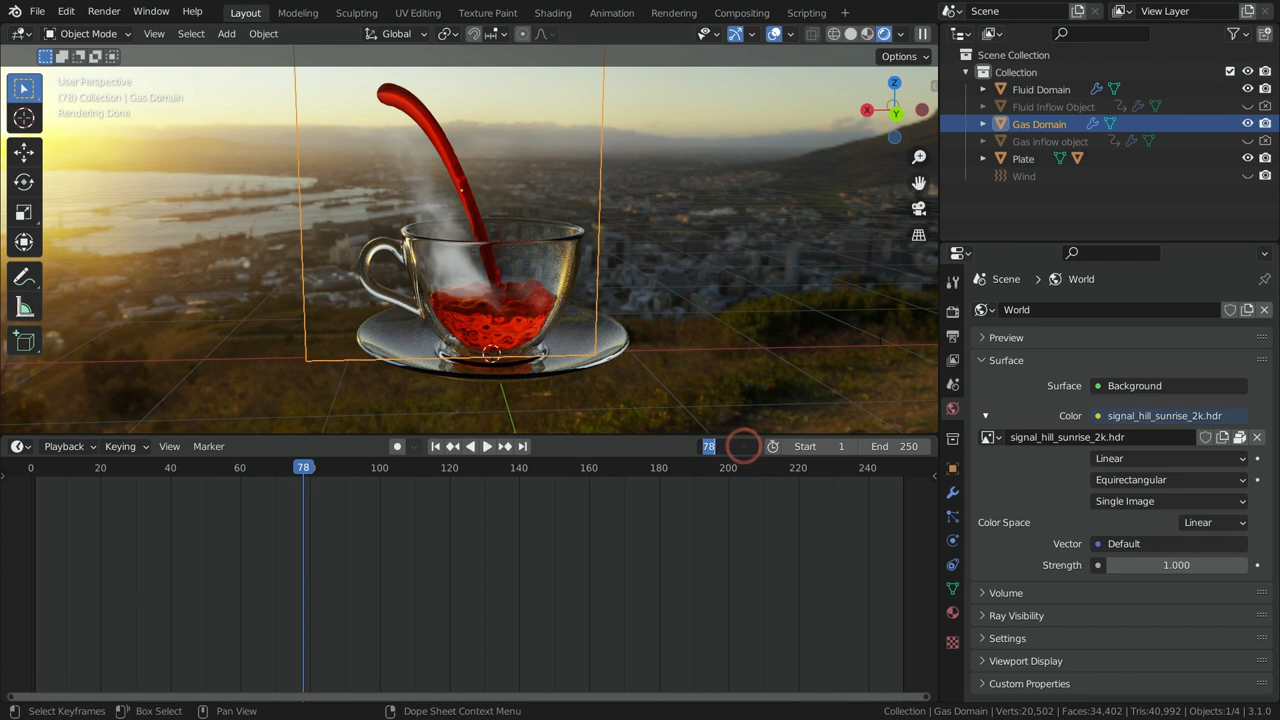 File Edit Render Window Help Layout Modeling Sculpting UV Editing Texture Paint Shading Animation Rendering Compositing Scripting + Scene View Layer
Object Mode View Select Add Object Global
Options
User Perspective
(78) Collection | Gas Domain
Rendering Done
Z
X
Y
Scene Collection
Collection
Fluid Domain
Fluid Inflow Object
Gas Domain
Gas inflow object
Plate
Wind
Scene > World
World
Preview
Surface
Surface Background
Color signal_hill_sunrise_2k.hdr
signal_hill_sunrise_2k.hdr
Linear
Equirectangular
Single Image
Color Space Linear
Vector Default
Strength 1.000
Volume
Ray Visibility
Settings
Viewport Display
Custom Properties
Playback Keying View Marker 78 Start 1 End 250
0 20 40 60 78 100 120 140 160 180 200 220 240
Select Keyframes Box Select Pan View Dope Sheet Context Menu Collection | Gas Domain | Verts:20,502 | Faces:34,402 | Tris:40,992 | Objects:1/4 | 3.1.0